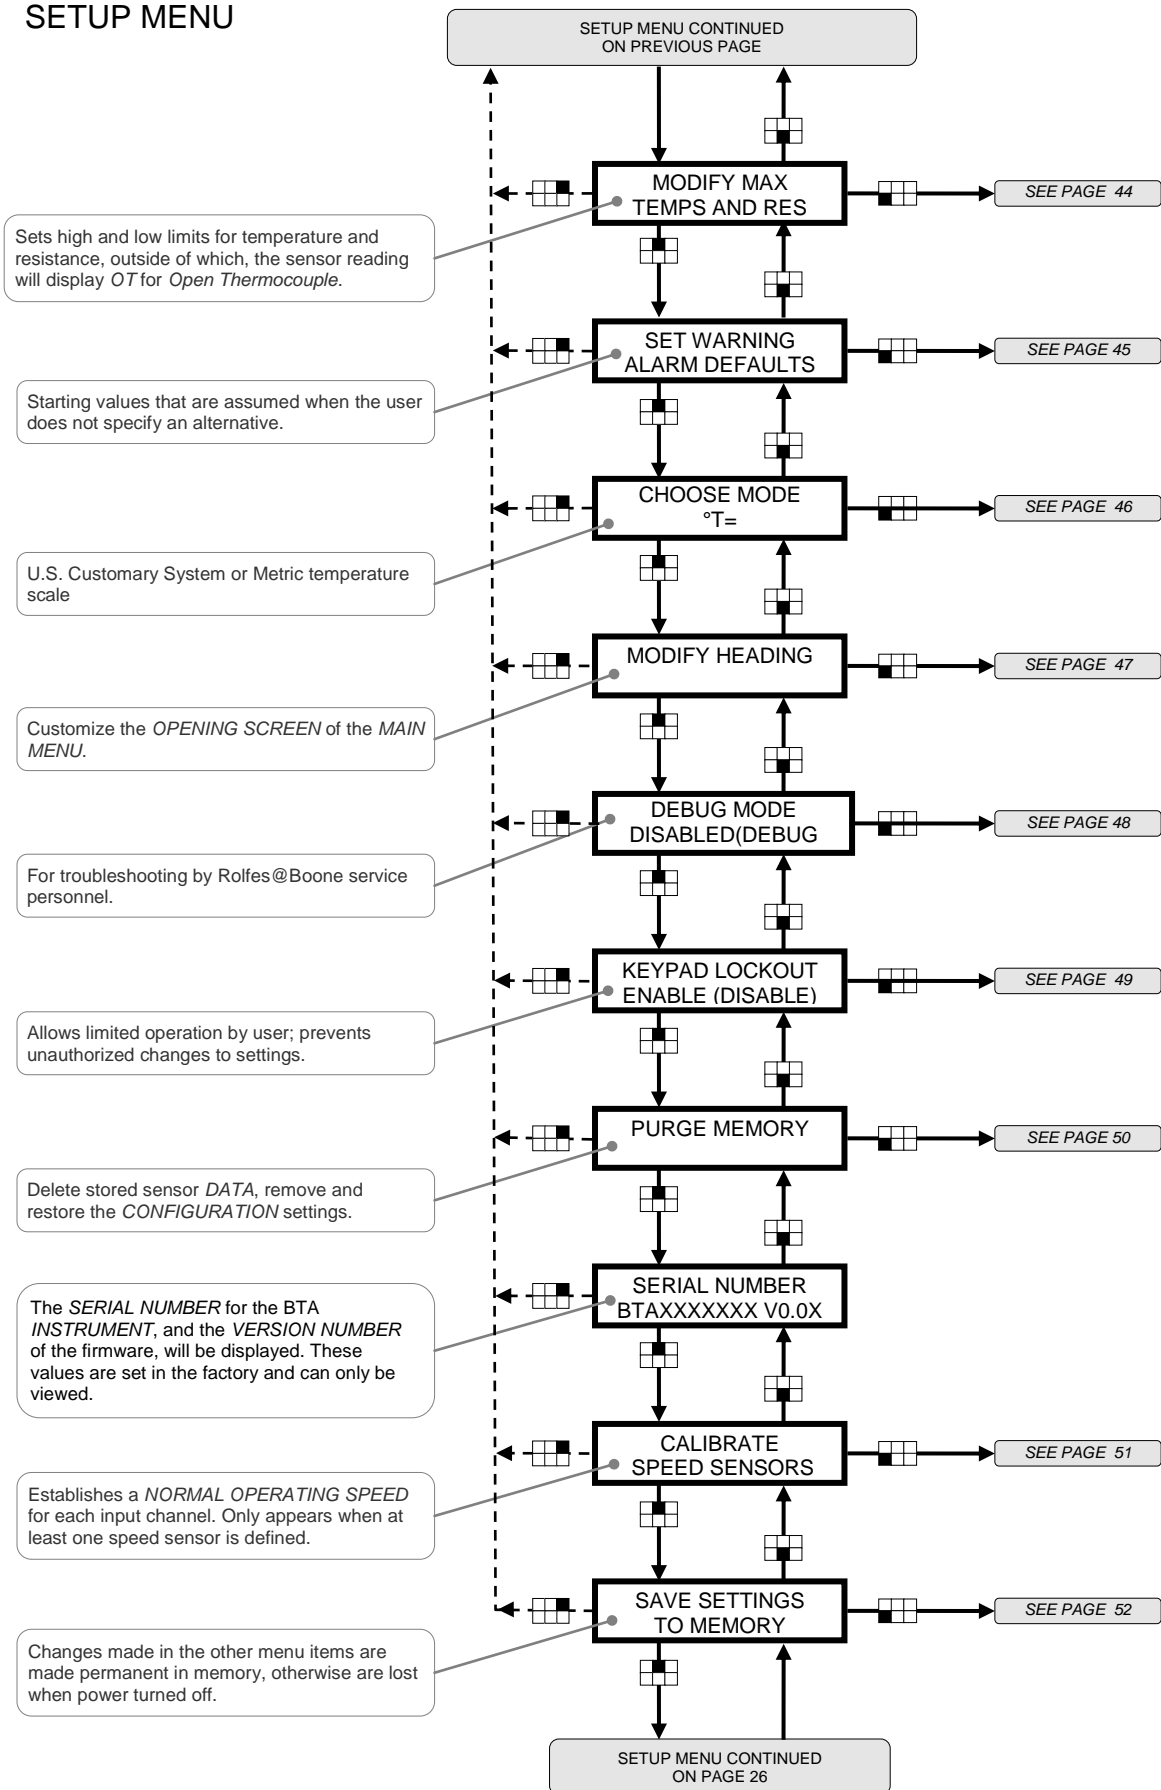 SETUP MENU
SETUP MENU CONTINUED
ON PREVIOUS PAGE
MODIFY MAX
TEMPS AND RES
SEE PAGE 44
Sets high and low limits for temperature and
resistance, outside of which, the sensor reading
will display OT for Open Thermocouple.
SET WARNING
ALARM DEFAULTS
SEE PAGE 45
Starting values that are assumed when the user
does not specify an alternative.
CHOOSE MODE
°T=
SEE PAGE 46
U.S. Customary System or Metric temperature
scale
MODIFY HEADING
SEE PAGE 47
Customize the OPENING SCREEN of the MAIN
MENU.
DEBUG MODE
DISABLED(DEBUG
SEE PAGE 48
For troubleshooting by Rolfes@Boone service
personnel.
KEYPAD LOCKOUT
ENABLE (DISABLE)
SEE PAGE 49
Allows limited operation by user; prevents
unauthorized changes to settings.
PURGE MEMORY
SEE PAGE 50
Delete stored sensor DATA, remove and
restore the CONFIGURATION settings.
SERIAL NUMBER
BTAXXXXXXX V0.0X
The SERIAL NUMBER for the BTA
INSTRUMENT, and the VERSION NUMBER
of the firmware, will be displayed. These
values are set in the factory and can only be
viewed.
CALIBRATE
SPEED SENSORS
SEE PAGE 51
Establishes a NORMAL OPERATING SPEED
for each input channel. Only appears when at
least one speed sensor is defined.
SAVE SETTINGS
TO MEMORY
SEE PAGE 52
Changes made in the other menu items are
made permanent in memory, otherwise are lost
when power turned off.
SETUP MENU CONTINUED
ON PAGE 26